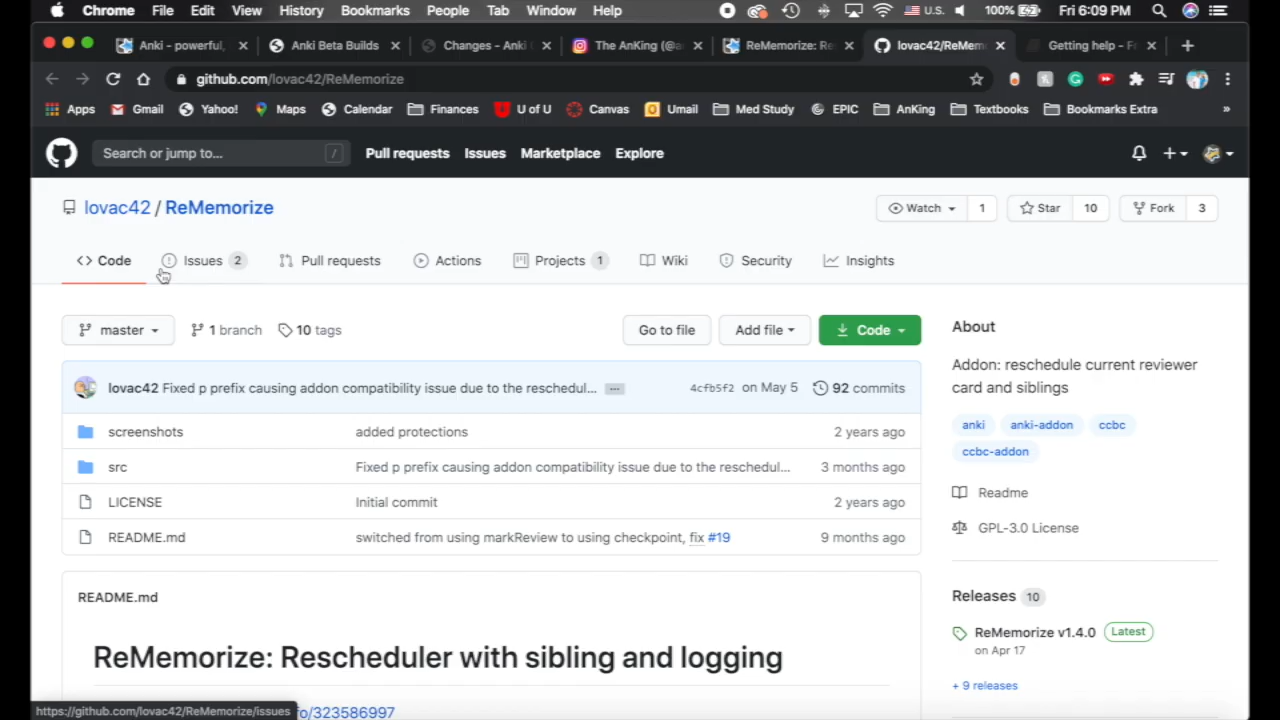 Chrome File Edit View History Bookmarks People Tab Window Help U.S. 100% Fri 6:09 PM
Anki - powerful, Anki Beta Builds Changes - Anki The AnKing (@a ReMemorize: Re lovac42/ReMem Getting help - F
github.com/lovac42/ReMemorize
Apps Gmail Yahoo! Maps Calendar Finances U of U Canvas Umail Med Study EPIC AnKing Textbooks Bookmarks Extra »
Search or jump to... / Pull requests Issues Marketplace Explore
lovac42 / ReMemorize Watch 1 Star 10 Fork 3
<> Code Issues 2 Pull requests Actions Projects 1 Wiki Security Insights
master 1 branch 10 tags Go to file Add file Code
About
Addon: reschedule current reviewer
card and siblings
anki anki-addon ccbc
ccbc-addon
Readme
GPL-3.0 License
lovac42 Fixed p prefix causing addon compatibility issue due to the reschedul... ... 4cfb5f2 on May 5 92 commits
screenshots added protections 2 years ago
src Fixed p prefix causing addon compatibility issue due to the reschedul... 3 months ago
LICENSE Initial commit 2 years ago
README.md switched from using markReview to using checkpoint, fix #19 9 months ago
Releases 10
ReMemorize v1.4.0 Latest
on Apr 17
+ 9 releases
README.md
ReMemorize: Rescheduler with sibling and logging
https://github.com/lovac42/ReMemorize/issues fo/323586997